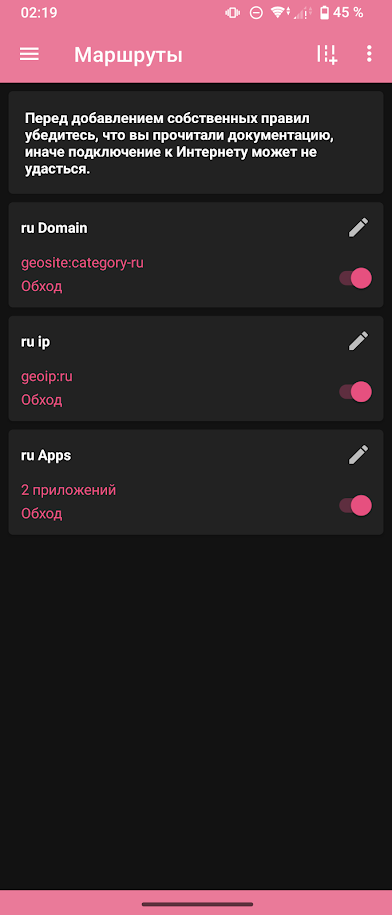 02:19
45 %
Маршруты
Перед добавлением собственных правил
убедитесь, что вы прочитали документацию,
иначе подключение к Интернету может не
удасться.
ru Domain
geosite:category-ru
Обход
ru ip
geoip:ru
Обход
ru Apps
2 приложений
Обход